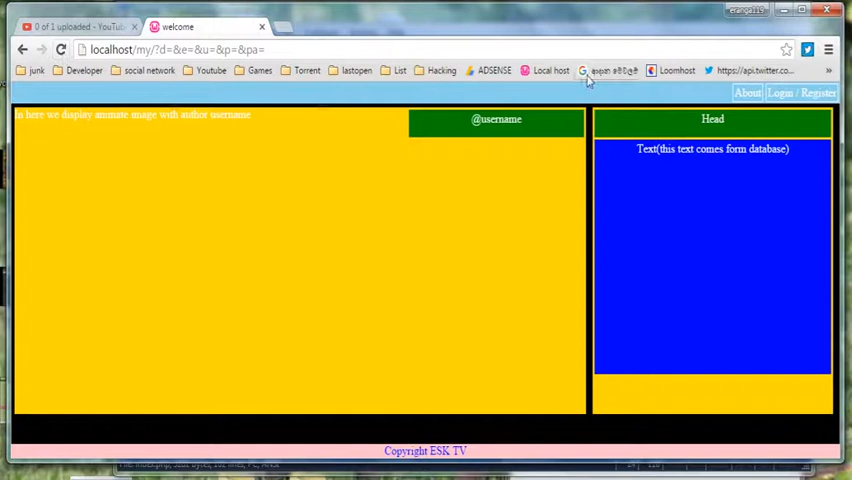 eranga119
0 of 1 uploaded - YouTub
welcome
localhost/my/?d=&e=&u=&p=&pa=
junk
Developer
social network
Youtube
Games
Torrent
lastopen
List
Hacking
ADSENSE
Local host
Loomhost
https://api.twitter.co...
»
About
Login / Register
In here we display animate image with author username
@username
Head
Text(this text comes form database)
Copyright ESK TV